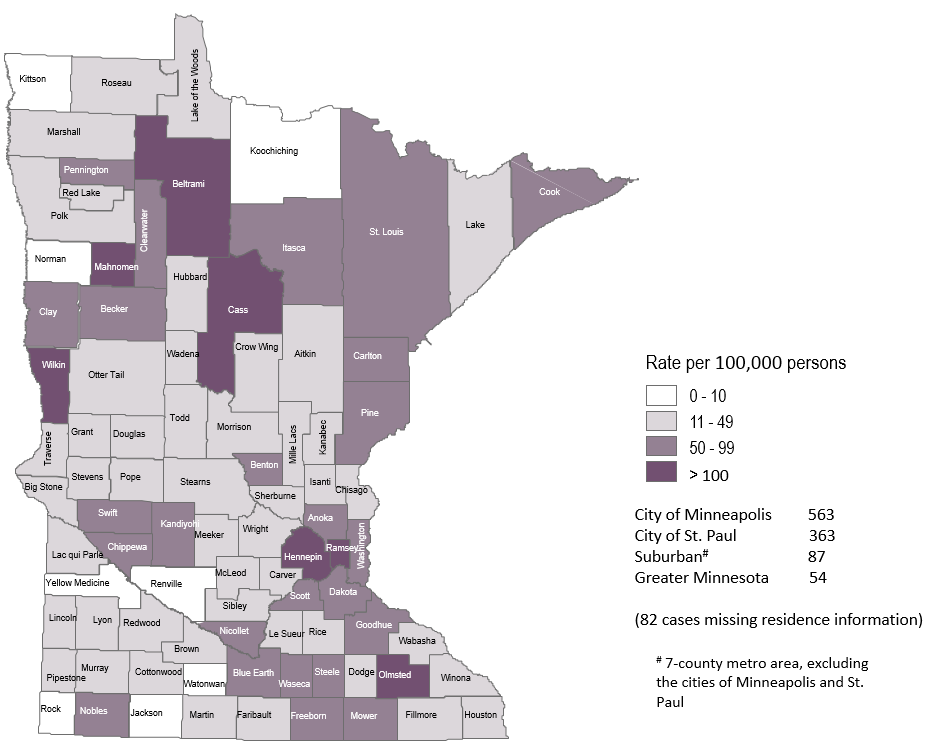 Kittson
Roseau
Lake of the Woods
Marshall
Koochiching
Pennington
Beltrami
Red Lake
Cook
Polk
Clearwater
Lake
St. Louis
Itasca
Norman
Mahnomen
Hubbard
Cass
Clay
Becker
Wadena
Crow Wing
Aitkin
Carlton
Wilkin
Otter Tail
Pine
Todd
Morrison
Mille Lacs
Kanabec
Traverse
Grant
Douglas
Benton
Big Stone
Stevens
Pope
Stearns
Sherburne
Isanti
Chisago
Swift
Kandiyohi
Meeker
Wright
Anoka
Washington
Lac qui Parle
Chippewa
Hennepin
Ramsey
Yellow Medicine
Renville
McLeod
Carver
Scott
Dakota
Sibley
Lincoln
Lyon
Redwood
Nicollet
Le Sueur
Rice
Goodhue
Wabasha
Brown
Pipestone
Murray
Cottonwood
Watonwan
Blue Earth
Waseca
Steele
Dodge
Olmsted
Winona
Rock
Nobles
Jackson
Martin
Faribault
Freeborn
Mower
Fillmore
Houston
Rate per 100,000 persons
0 - 10
11 - 49
50 - 99
> 100
City of Minneapolis 563
City of St. Paul 363
Suburban# 87
Greater Minnesota 54
(82 cases missing residence information)
# 7-county metro area, excluding
the cities of Minneapolis and St.
Paul